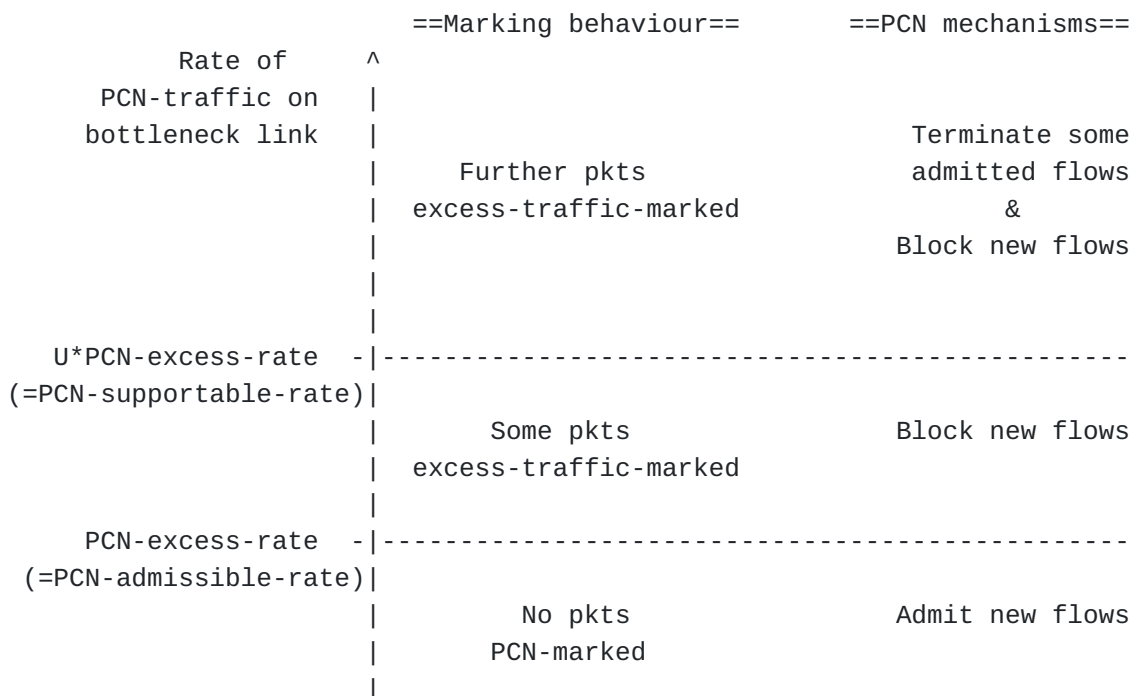 ==Marking behaviour== ==PCN mechanisms==
Rate of ^
PCN-traffic on |
bottleneck link | Terminate some
| Further pkts admitted flows
| excess-traffic-marked &
| Block new flows
|
|
U*PCN-excess-rate -|------------------------------------------------
(=PCN-supportable-rate)|
| Some pkts Block new flows
| excess-traffic-marked
|
PCN-excess-rate -|------------------------------------------------
(=PCN-admissible-rate)|
| No pkts Admit new flows
| PCN-marked
|